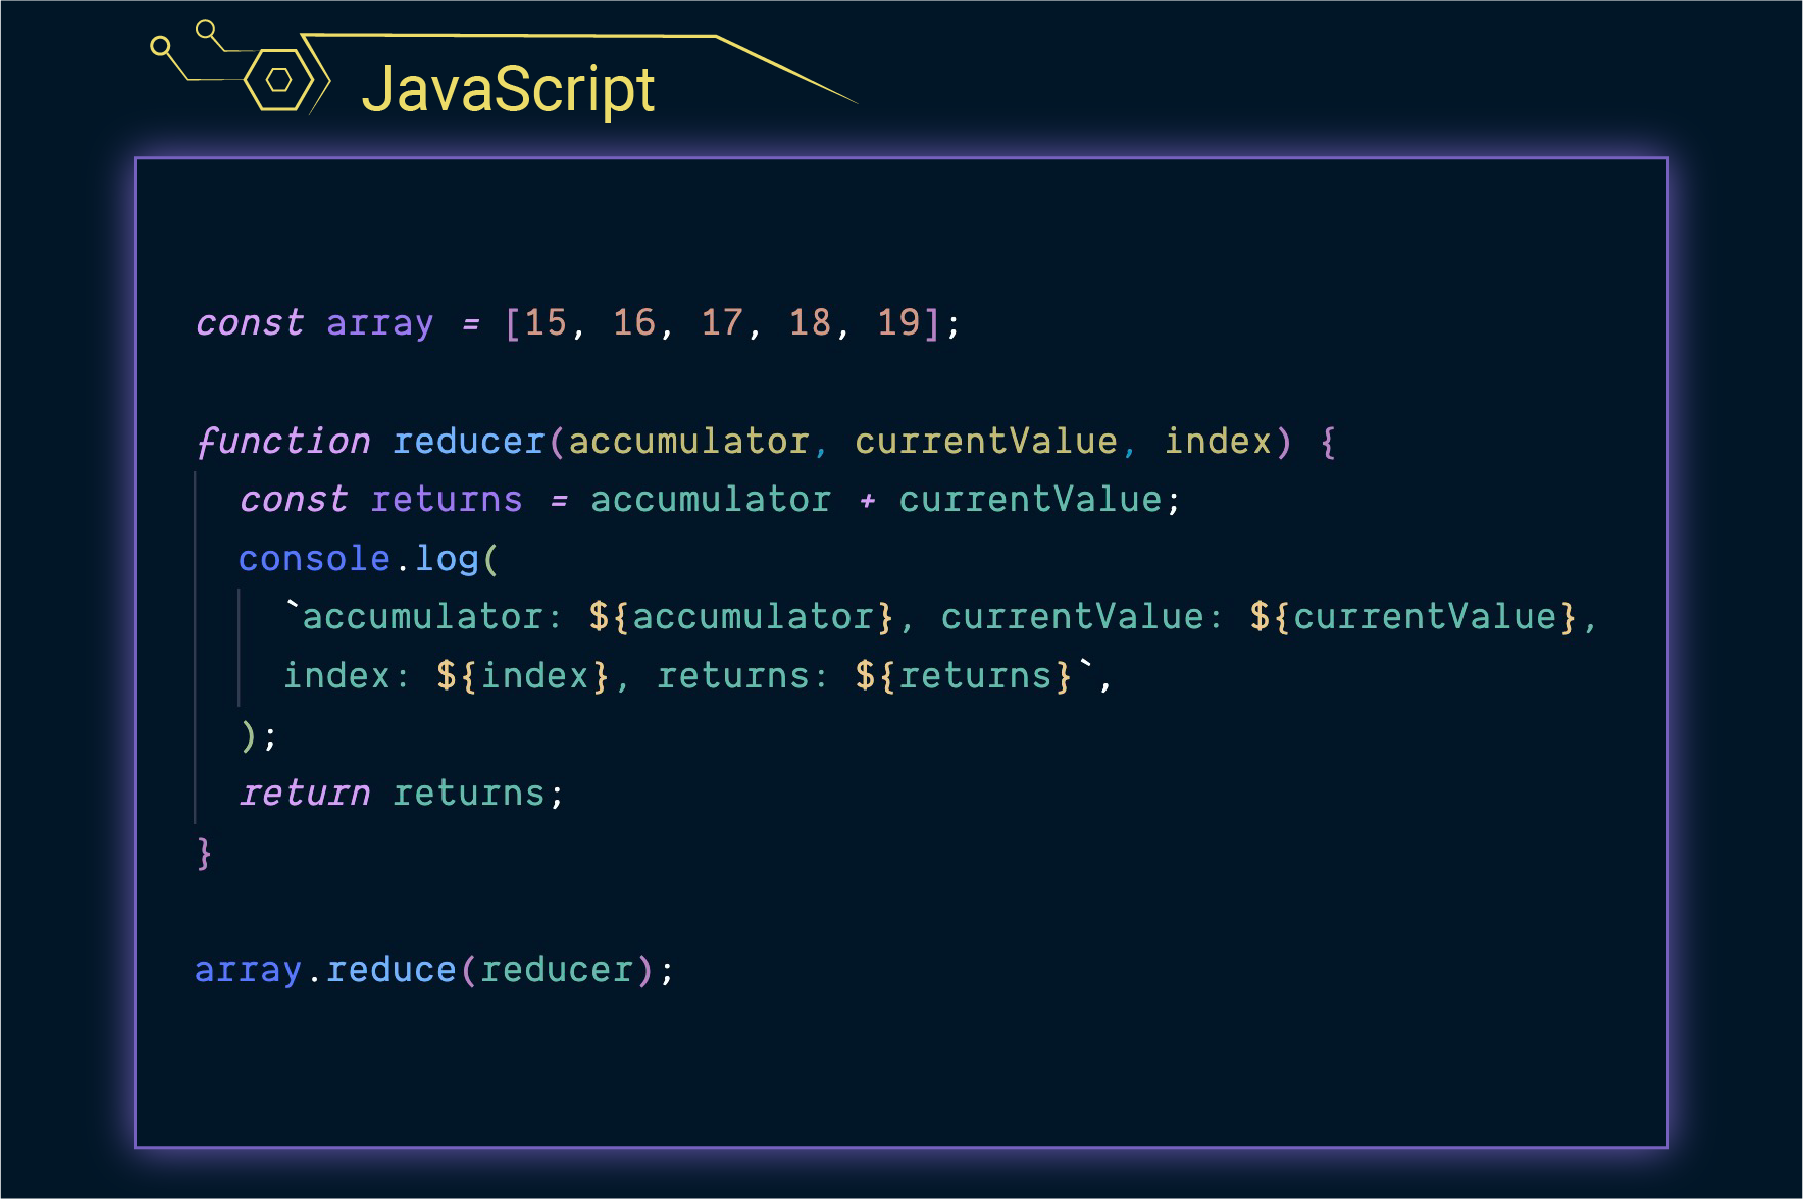 JavaScript
const array = [15, 16, 17, 18, 19];
function reducer(accumulator, currentValue, index) {
const returns = accumulator + currentValue;
console.log(
`accumulator: ${accumulator}, currentValue: ${currentValue},
index: ${index}, returns: ${returns}`,
);
return returns;
}
array.reduce(reducer);